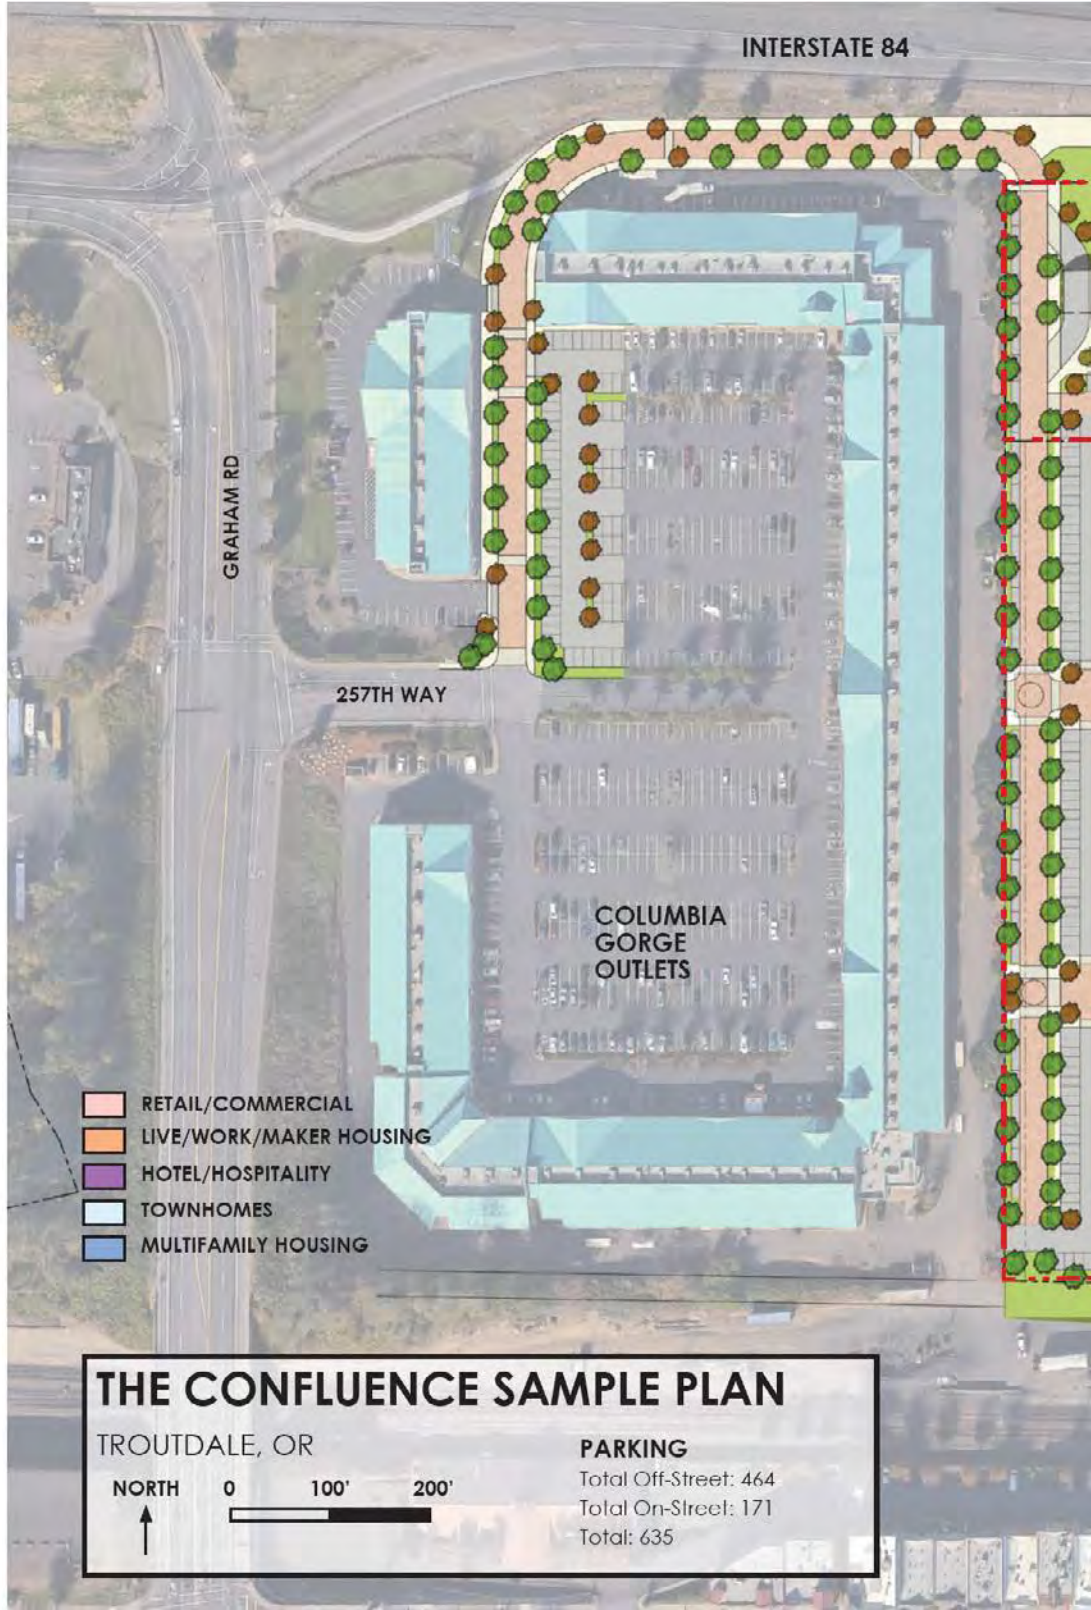 INTERSTATE 84
GRAHAM RD
257TH WAY
COLUMBIA
GORGE
OUTLETS
RETAIL/COMMERCIAL
LIVE/WORK/MAKER HOUSING
HOTEL/HOSPITALITY
TOWNHOMES
MULTIFAMILY HOUSING
THE CONFLUENCE SAMPLE PLAN
TROUTDALE, OR
NORTH
0 100' 200'
PARKING
Total Off-Street: 464
Total On-Street: 171
Total: 635